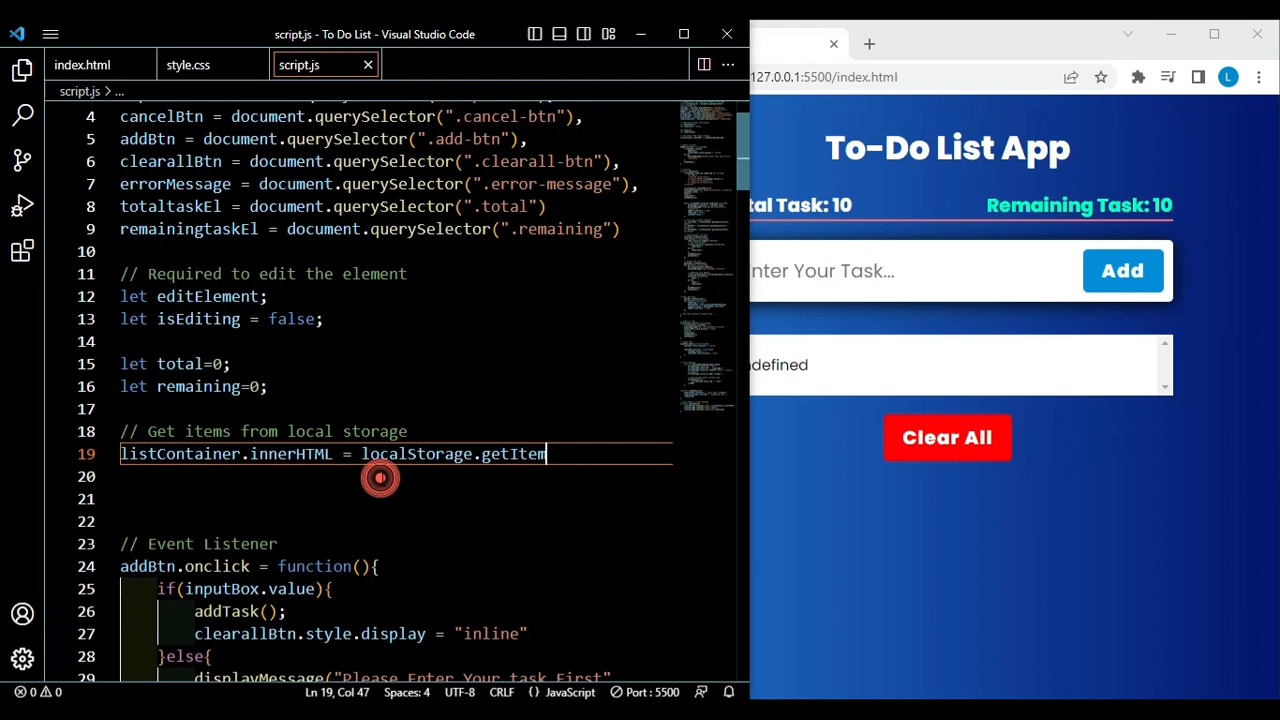 script.js - To Do List - Visual Studio Code
index.html
style.css
script.js
script.js > ...
4 cancelBtn = document.querySelector(".cancel-btn"),
5 addBtn = document.querySelector(".add-btn"),
6 clearallBtn = document.querySelector(".clearall-btn"),
7 errorMessage = document.querySelector(".error-message"),
8 totaltaskEl = document.querySelector(".total")
9 remainingtaskEl = document.querySelector(".remaining")
10
11 // Required to edit the element
12 let editElement;
13 let isEditing = false;
14
15 let total=0;
16 let remaining=0;
17
18 // Get items from local storage
19 listContainer.innerHTML = localStorage.getItem
20
21
22
23 // Event Listener
24 addBtn.onclick = function(){
25 if(inputBox.value){
26 addTask();
27 clearallBtn.style.display = "inline"
28 }else{
29 displayMessage("Please Enter Your task First"
0 0
Ln 19, Col 47
Spaces: 4
UTF-8
CRLF
{} JavaScript
Port : 5500
127.0.0.1:5500/index.html
L
To-Do List App
tal Task: 10
Remaining Task: 10
nter Your Task...
Add
defined
Clear All